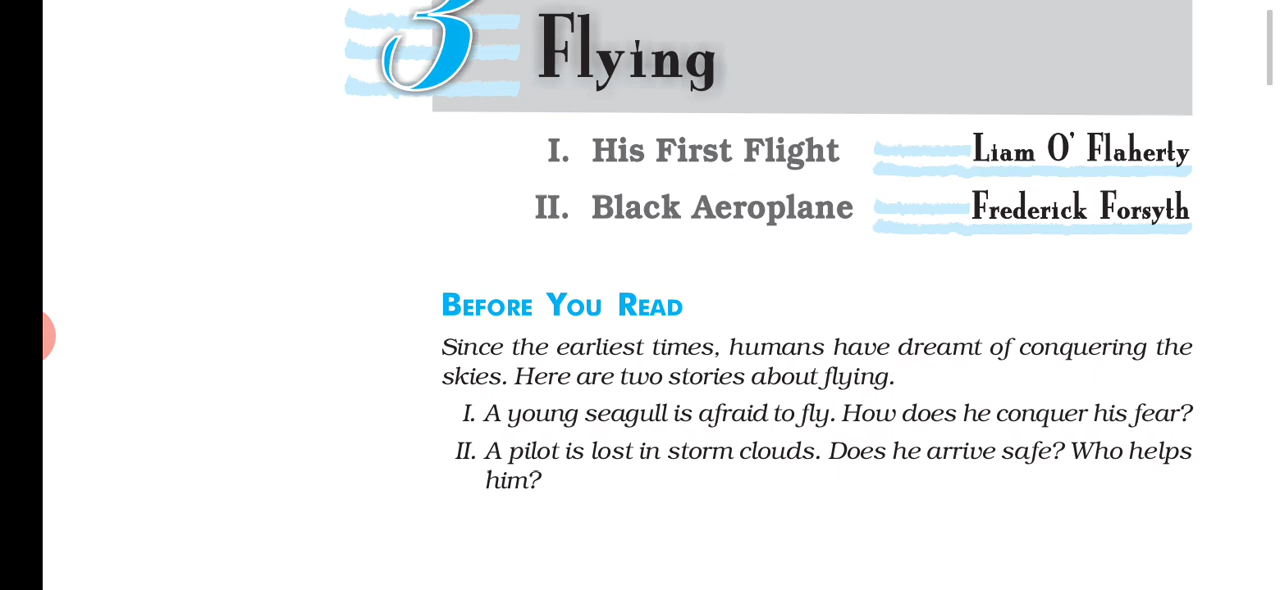 3 Flying
I. His First Flight Liam O' Flaherty
II. Black Aeroplane Frederick Forsyth
BEFORE YOU READ
Since the earliest times, humans have dreamt of conquering the
skies. Here are two stories about flying.
I. A young seagull is afraid to fly. How does he conquer his fear?
II. A pilot is lost in storm clouds. Does he arrive safe? Who helps
him?